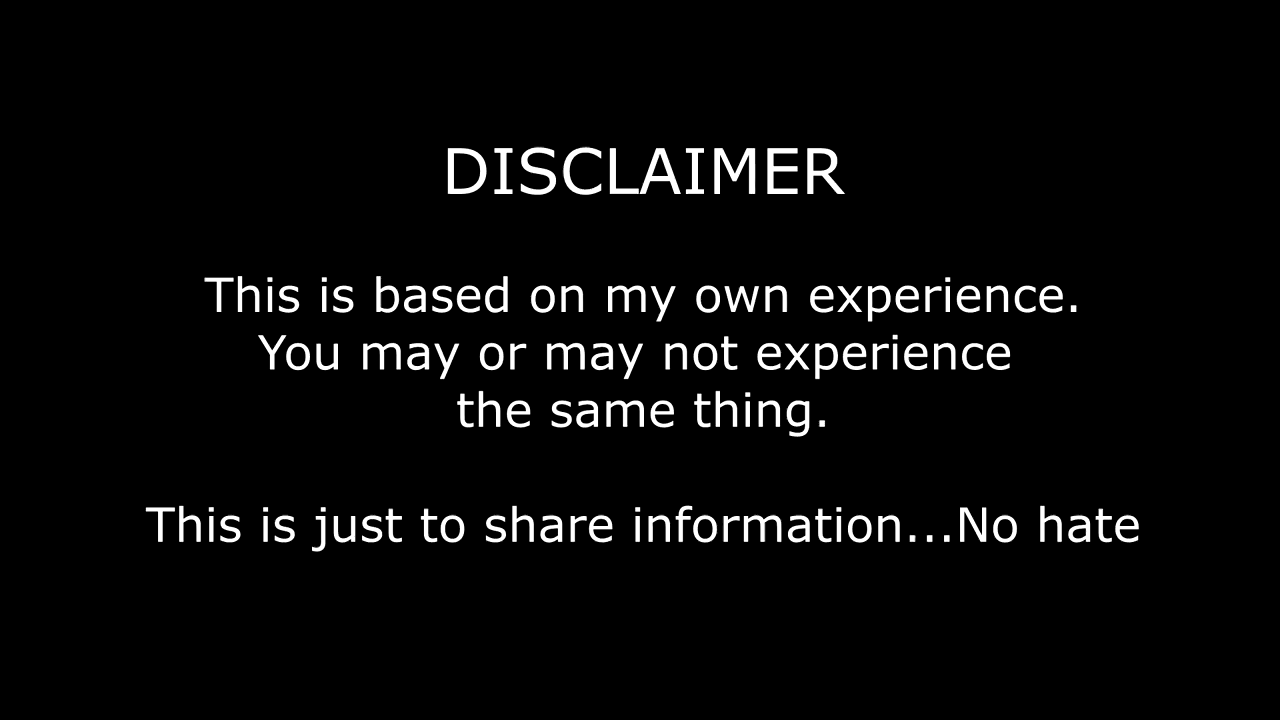 DISCLAIMER
This is based on my own experience.
You may or may not experience
the same thing.
This is just to share information...No hate